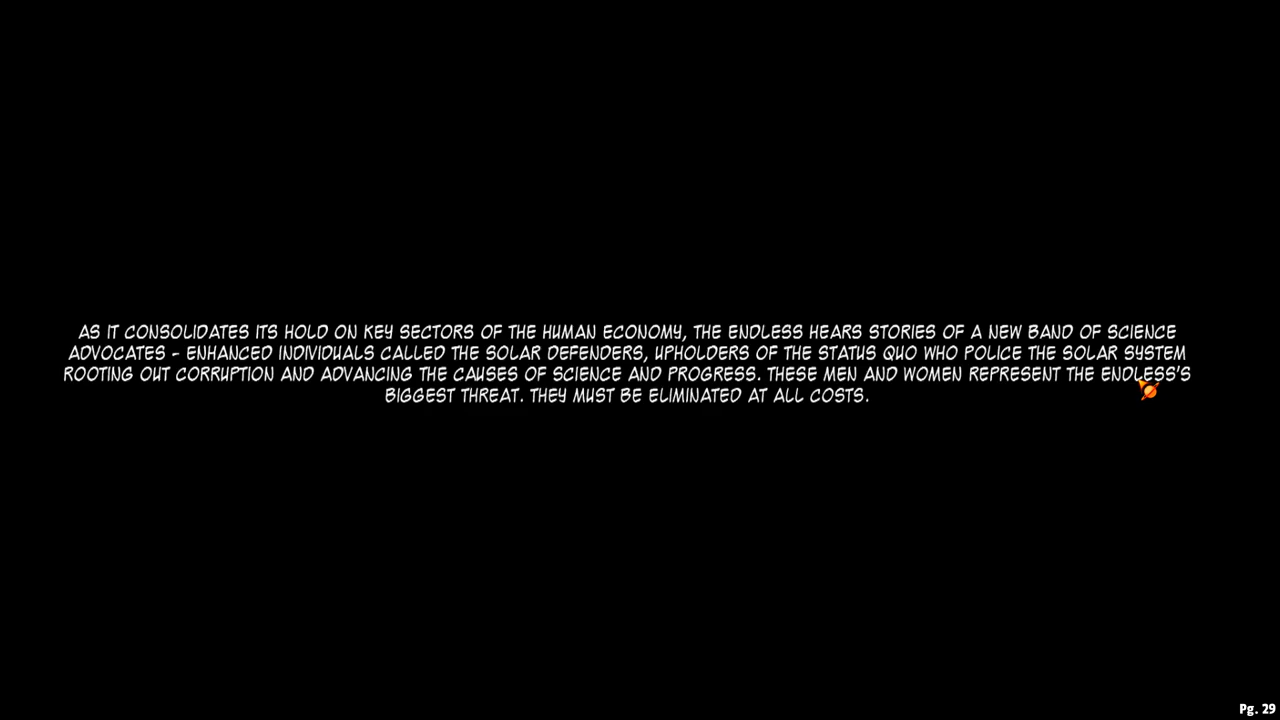 AS IT CONSOLIDATES ITS HOLD ON KEY SECTORS OF THE HUMAN ECONOMY, THE ENDLESS HEARS STORIES OF A NEW BAND OF SCIENCE
ADVOCATES - ENHANCED INDIVIDUALS CALLED THE SOLAR DEFENDERS, UPHOLDERS OF THE STATUS QUO WHO POLICE THE SOLAR SYSTEM
ROOTING OUT CORRUPTION AND ADVANCING THE CAUSES OF SCIENCE AND PROGRESS. THESE MEN AND WOMEN REPRESENT THE ENDLESS'S
BIGGEST THREAT. THEY MUST BE ELIMINATED AT ALL COSTS.
Pg. 29